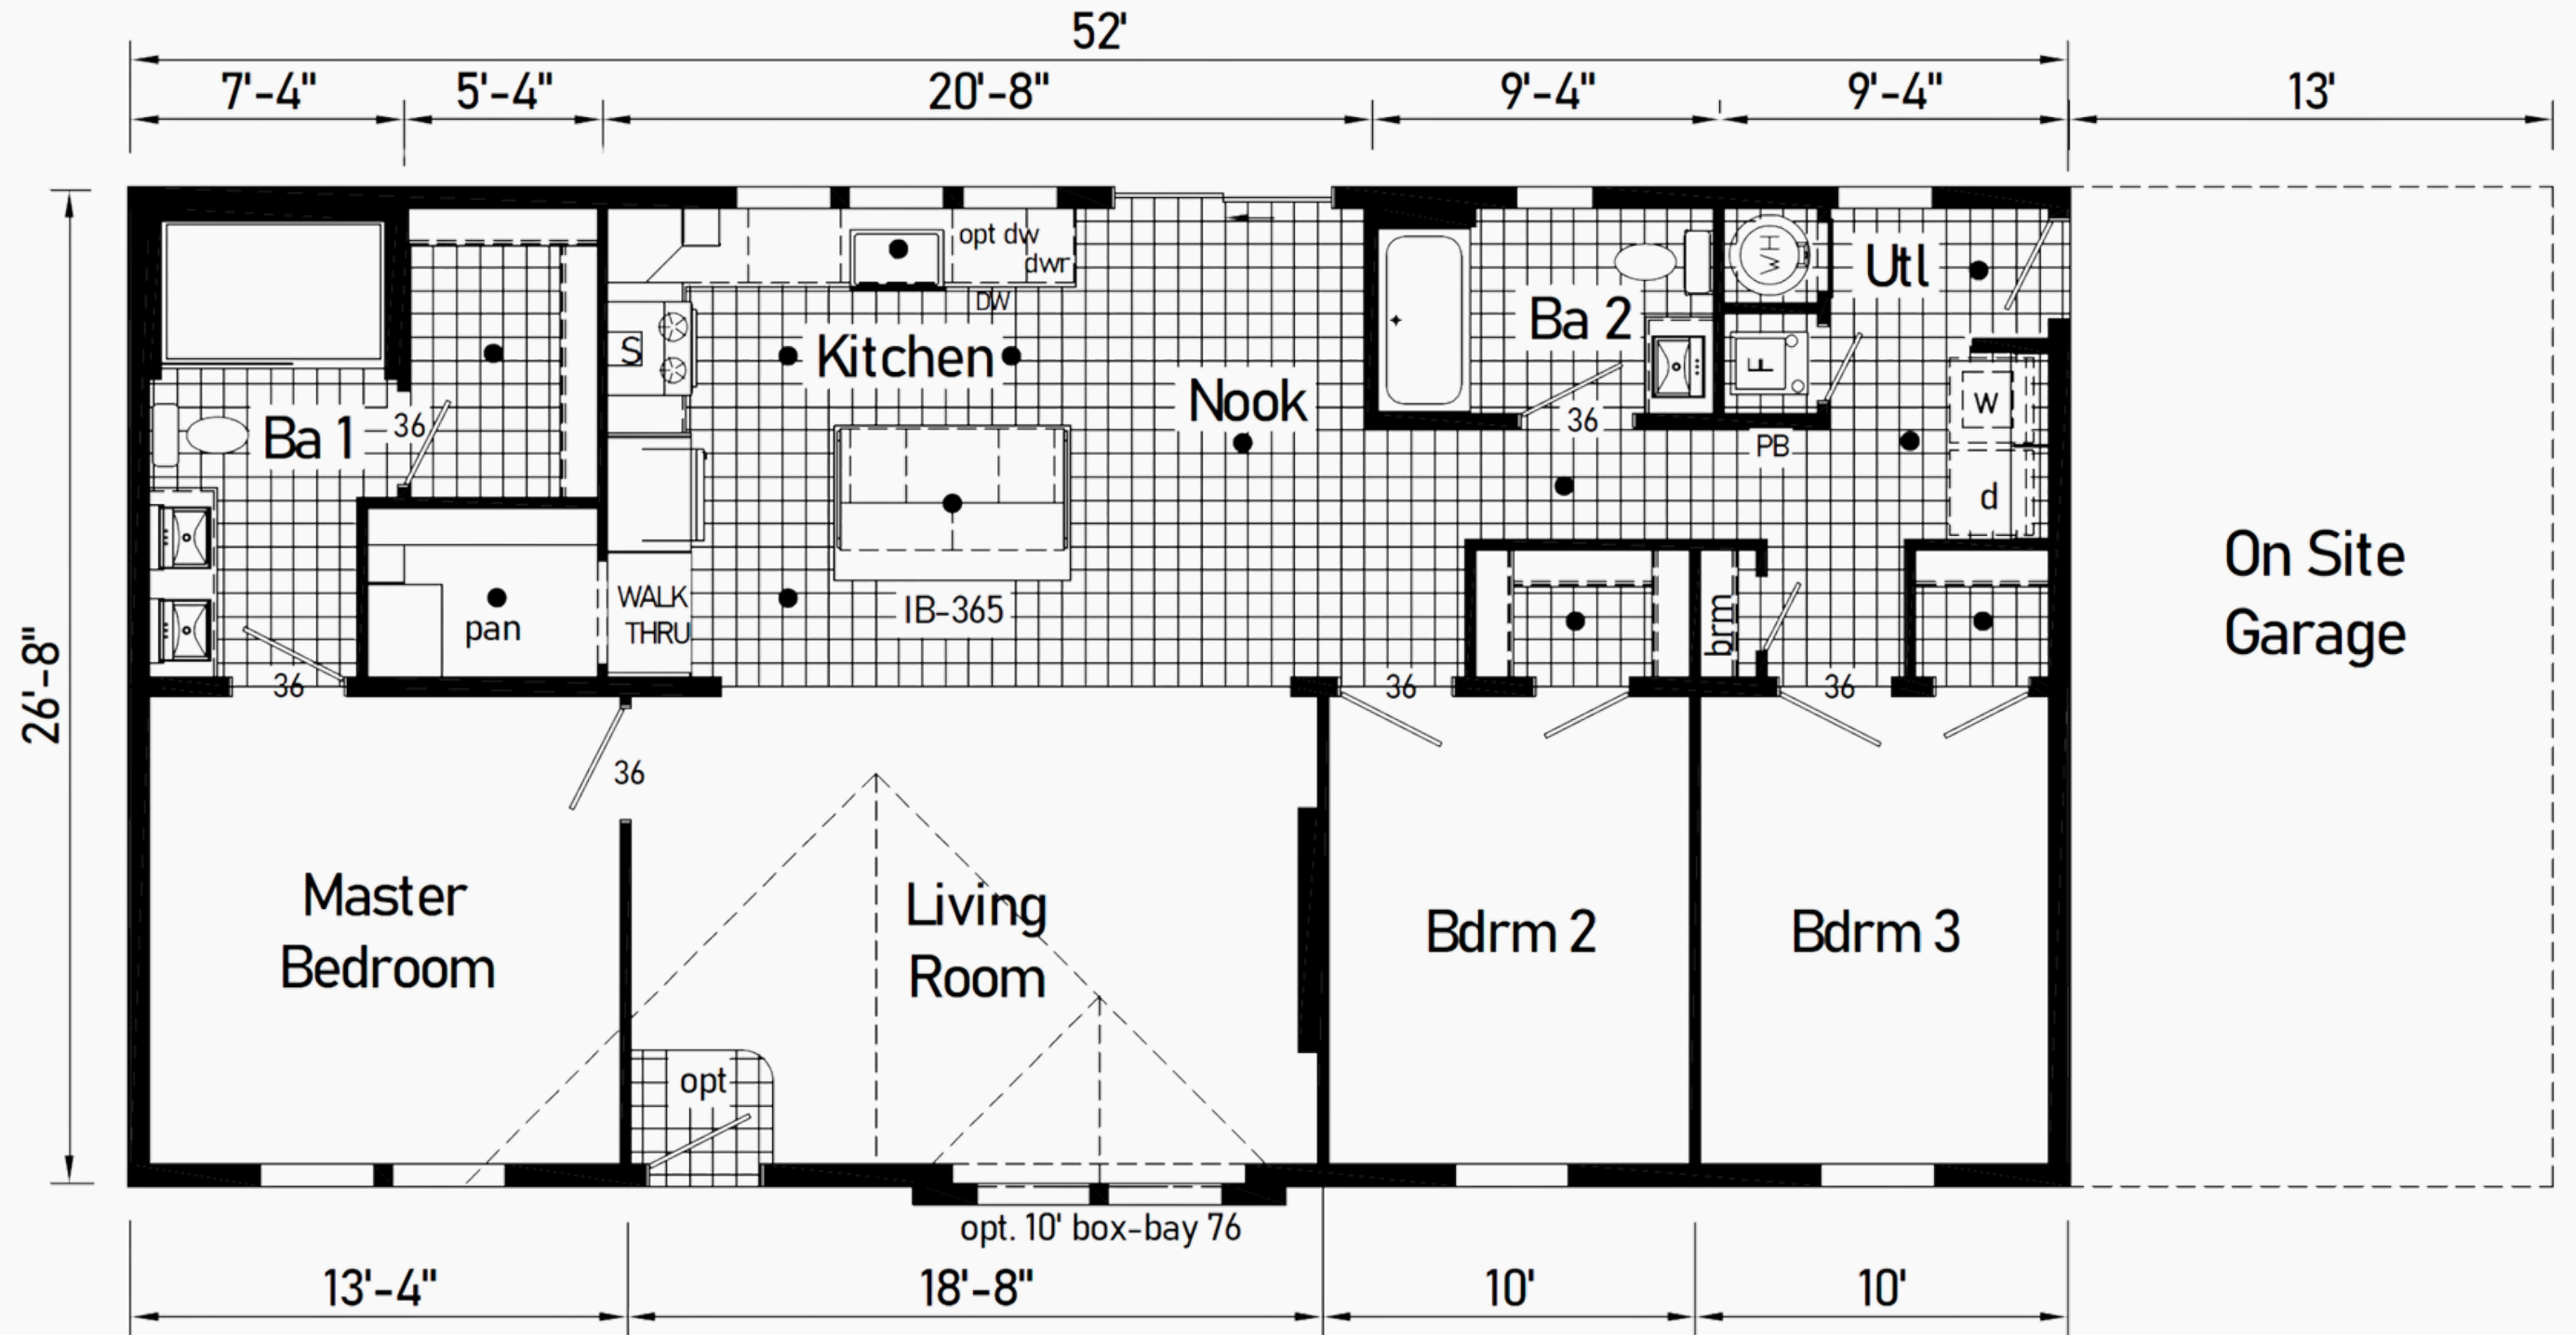 52'
7'-4"
5'-4"
20'-8"
9'-4"
9'-4"
13'
26'-8"
opt dw
dwr
DW
WH
Utl
S
Kitchen
Ba 2
F
Nook
W
36
Ba 1
36
PB
d
pan
WALK
THRU
IB-365
brm
On Site
Garage
36
36
36
36
Master
Bedroom
Living
Room
Bdrm 2
Bdrm 3
opt
opt. 10' box-bay 76
13'-4"
18'-8"
10'
10'